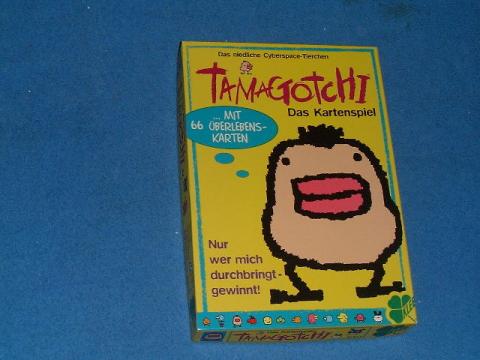 Das niedliche Cyberspace-Tierchen
TAMAGOTCHI
Das Kartenspiel
... MIT
66 ÜBERLEBENS-
KARTEN
Nur
wer mich
durchbringt-
gewinnt!
TAMAGOTCHI